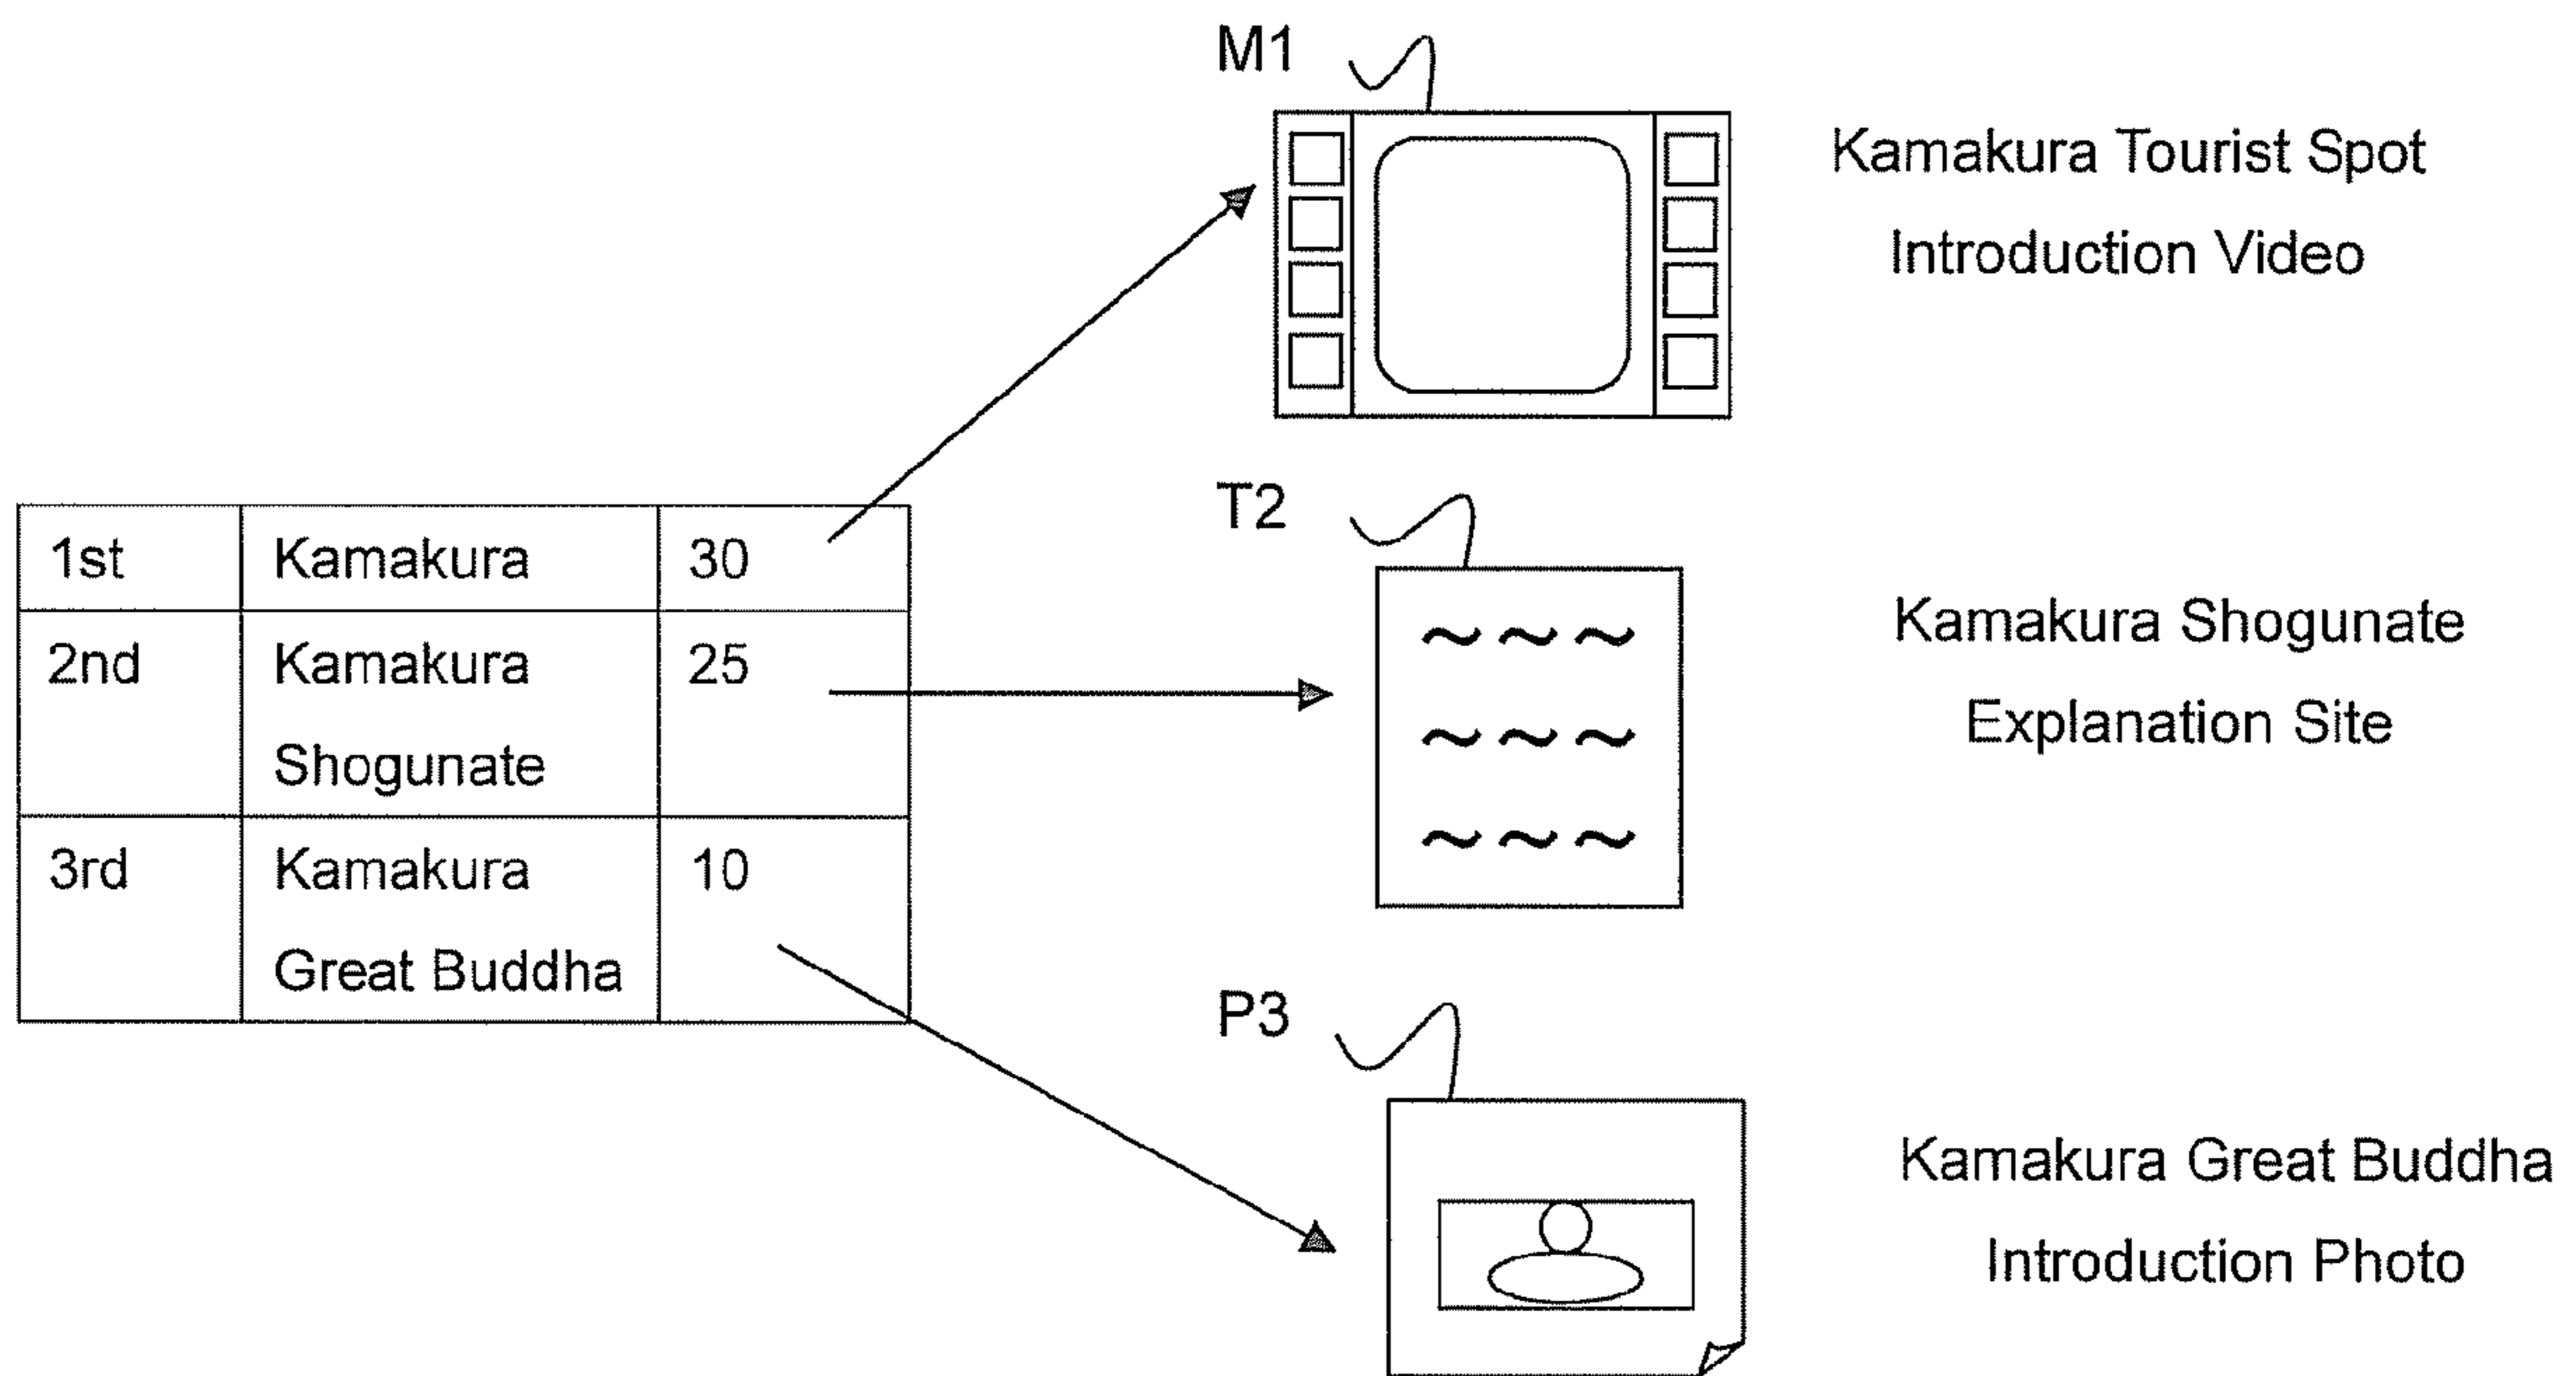 M1
Kamakura Tourist Spot
Introduction Video
1st Kamakura 30
2nd Kamakura 25
Shogunate
3rd Kamakura 10
Great Buddha
T2
~ ~ ~
~ ~ ~
~ ~ ~
Kamakura Shogunate
Explanation Site
P3
Kamakura Great Buddha
Introduction Photo